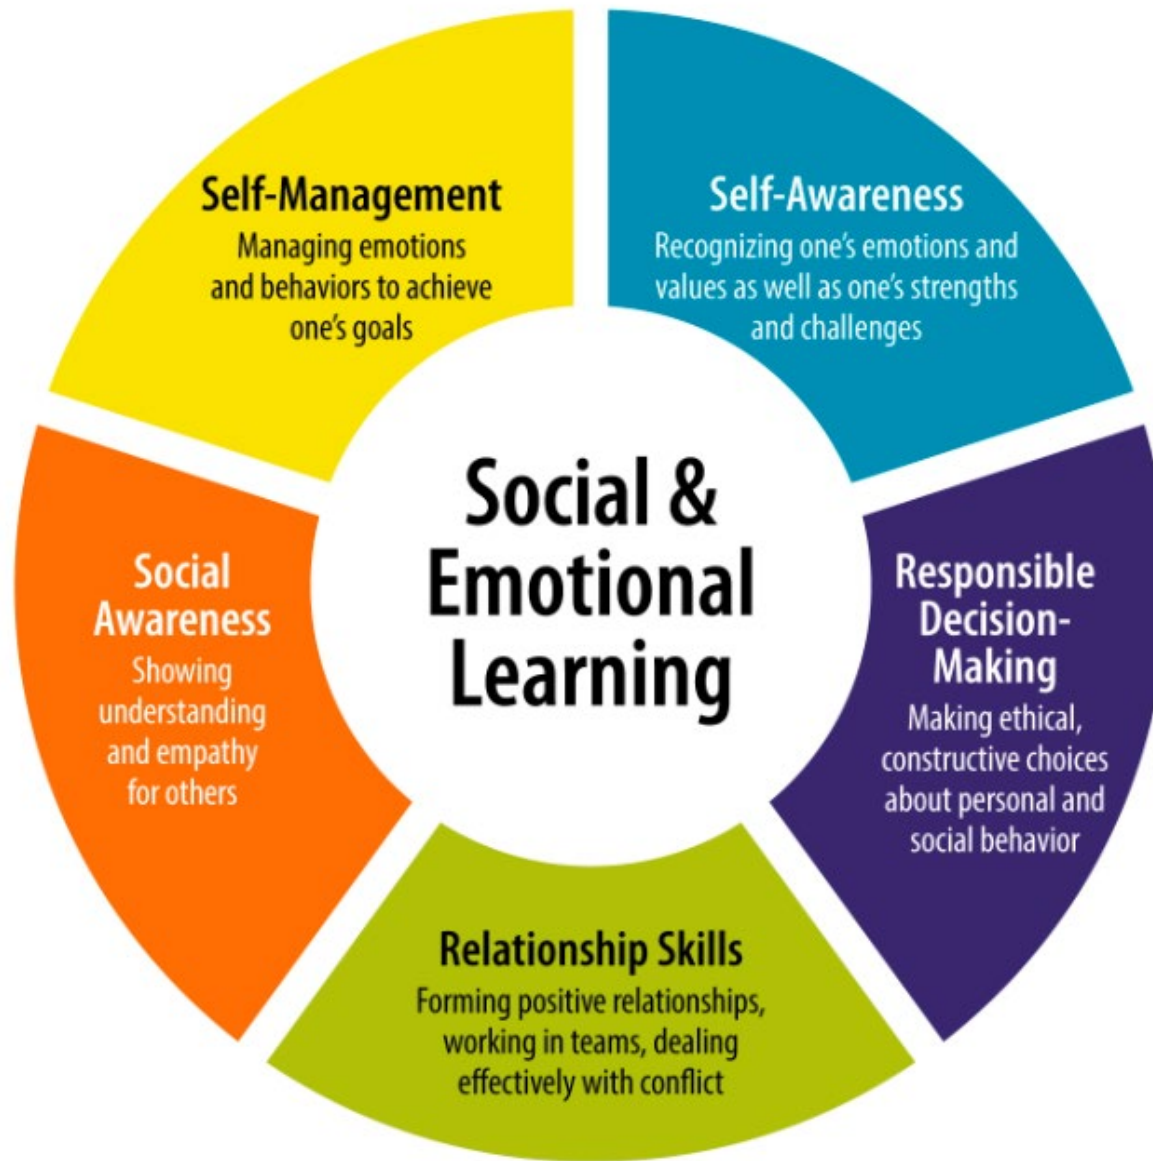 Self-Management
Managing emotions
and behaviors to achieve
one's goals
Self-Awareness
Recognizing one's emotions and
values as well as one's strengths
and challenges
Social &
Emotional
Learning
Social
Awareness
Showing
understanding
and empathy
for others
Responsible
Decision-
Making
Making ethical,
constructive choices
about personal and
social behavior
Relationship Skills
Forming positive relationships,
working in teams, dealing
effectively with conflict